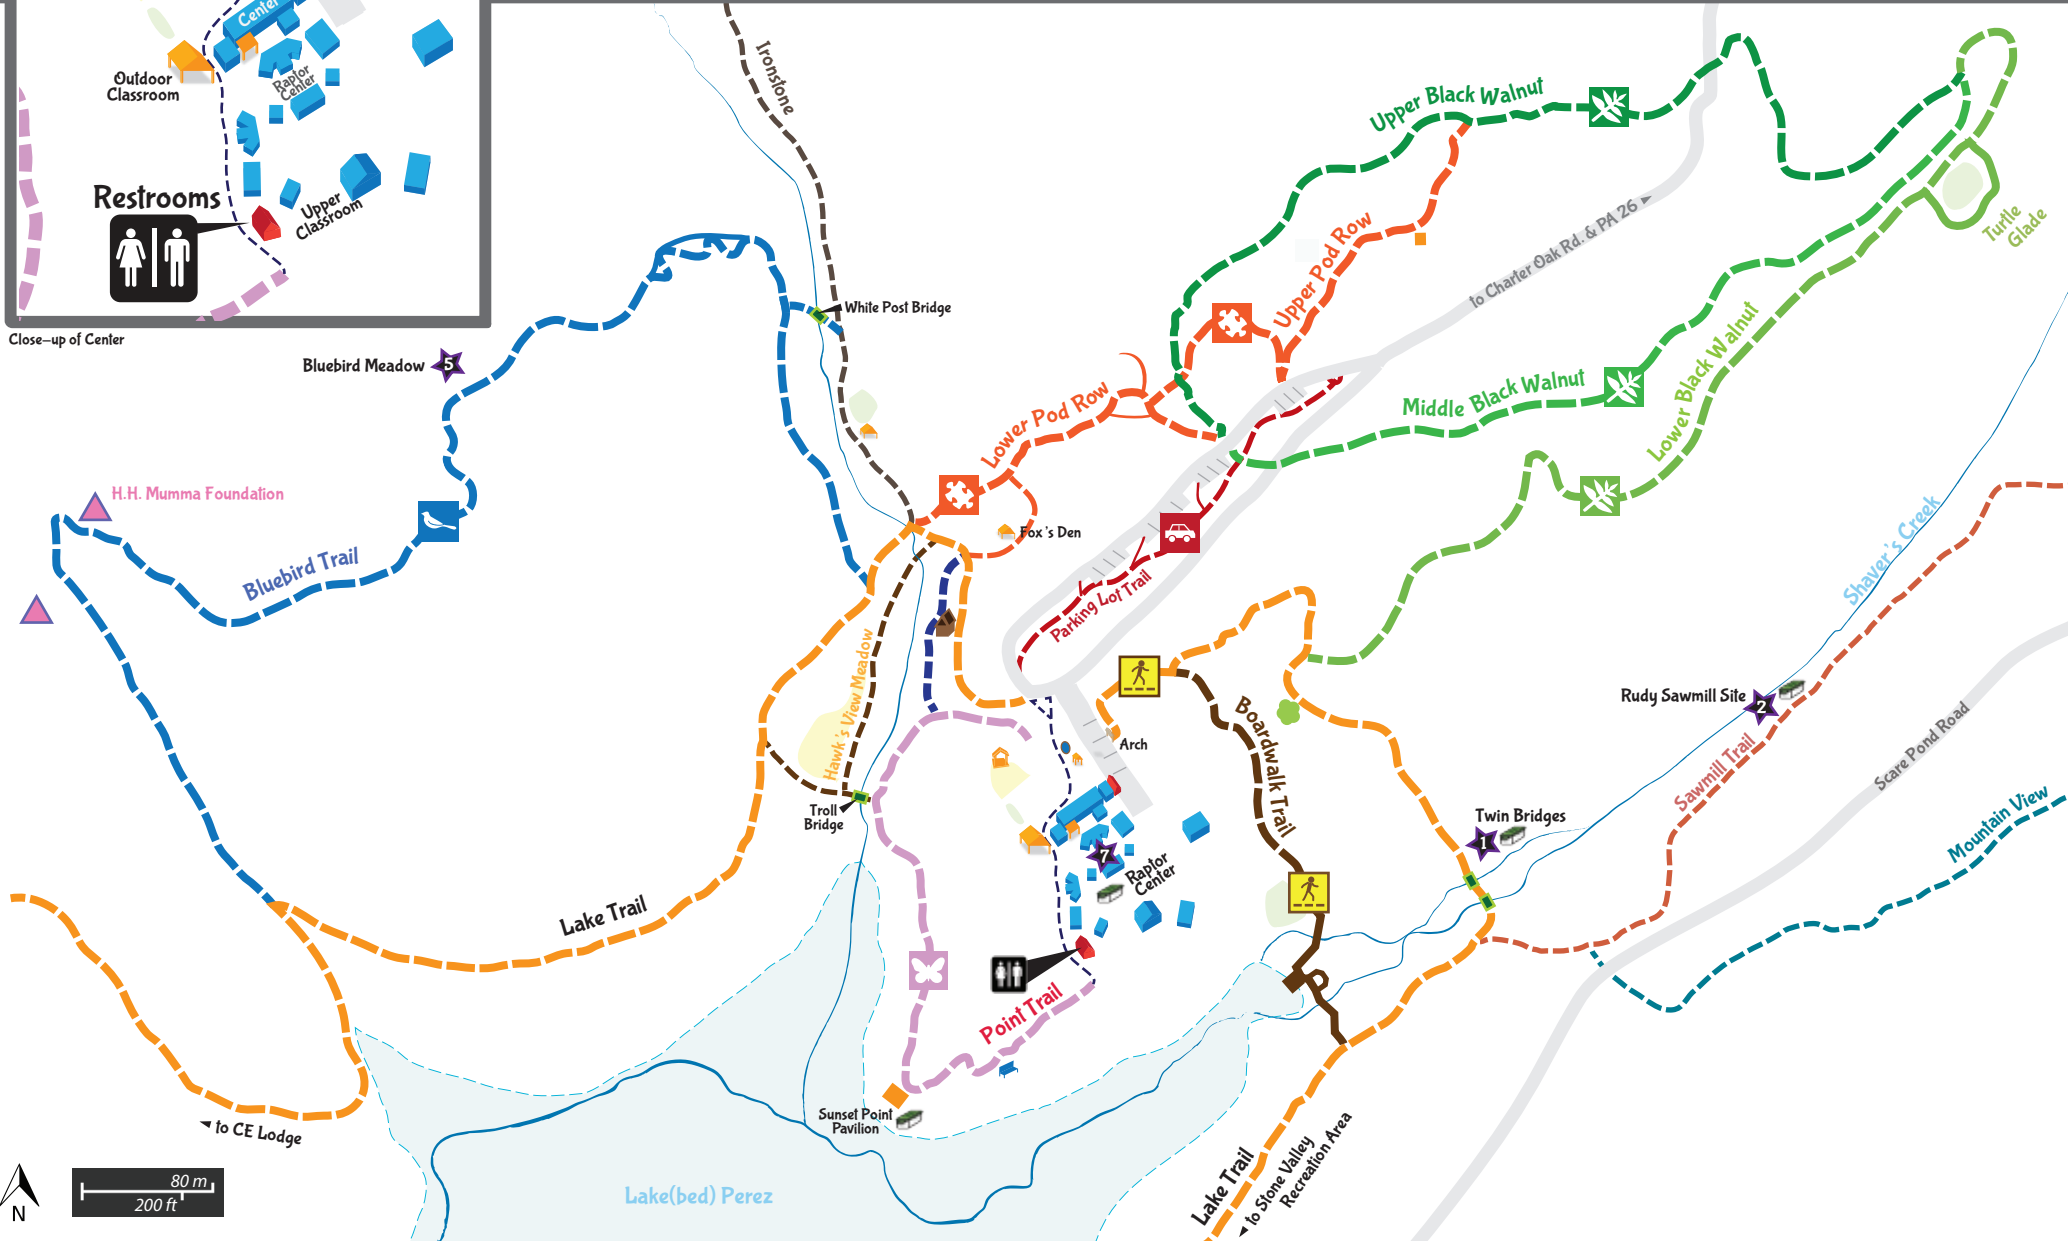 Center
Outdoor
Classroom
Raptor
Center
Restrooms
Upper
Classroom
Close-up of Center
Ironstone
White Post Bridge
Bluebird Meadow
5
H.H. Mumma Foundation
Bluebird Trail
Upper Black Walnut
Upper Pod Row
to Charter Oak Rd. & PA 26
Turtle
Glade
Lower Pod Row
Middle Black Walnut
Lower Black Walnut
Fox's Den
Parking Lot Trail
Shaver's Creek
Hawk's View Meadow
Troll
Bridge
Arch
Boardwalk Trail
Rudy Sawmill Site
2
Sawmill Trail
Scare Pond Road
Twin Bridges
1
Mountain View
7
Raptor
Center
Lake Trail
Point Trail
Sunset Point
Pavilion
to CE Lodge
Lake(bed) Perez
Lake Trail
to Stone Valley
Recreation Area
N
80 m
200 ft